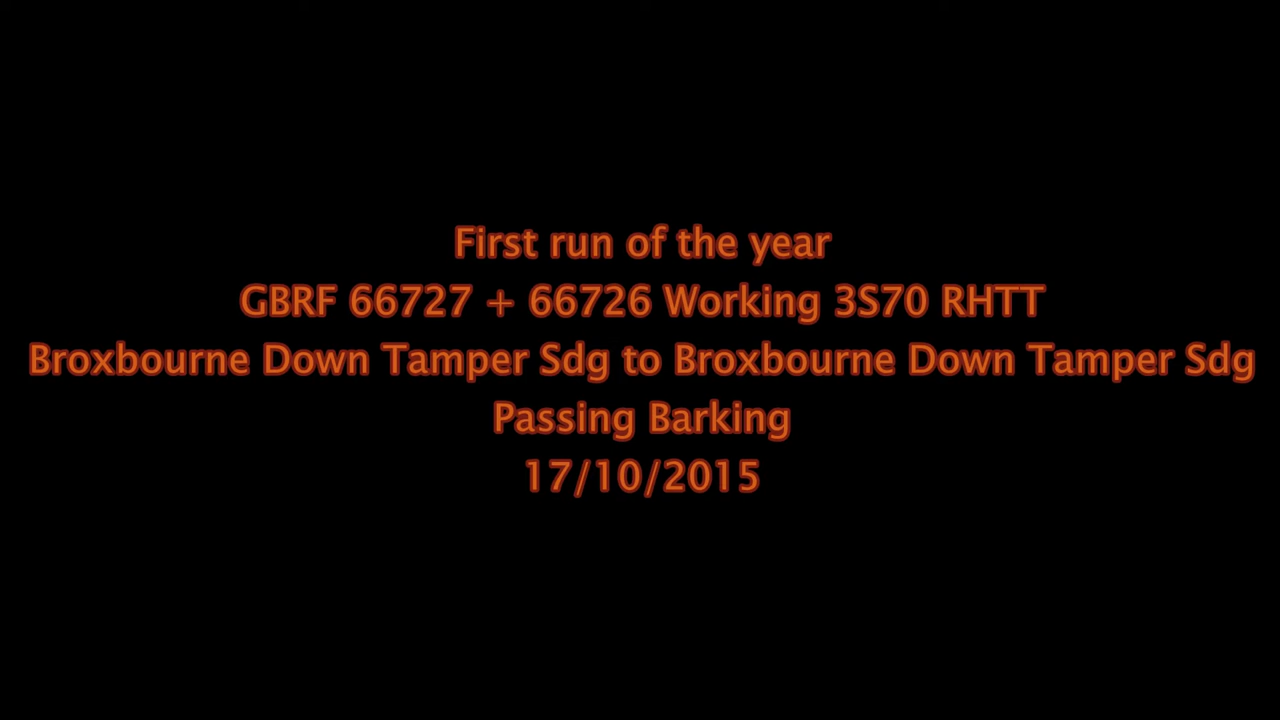 First run of the year
GBRF 66727 + 66726 Working 3S70 RHTT
Broxbourne Down Tamper Sdg to Broxbourne Down Tamper Sdg
Passing Barking
17/10/2015